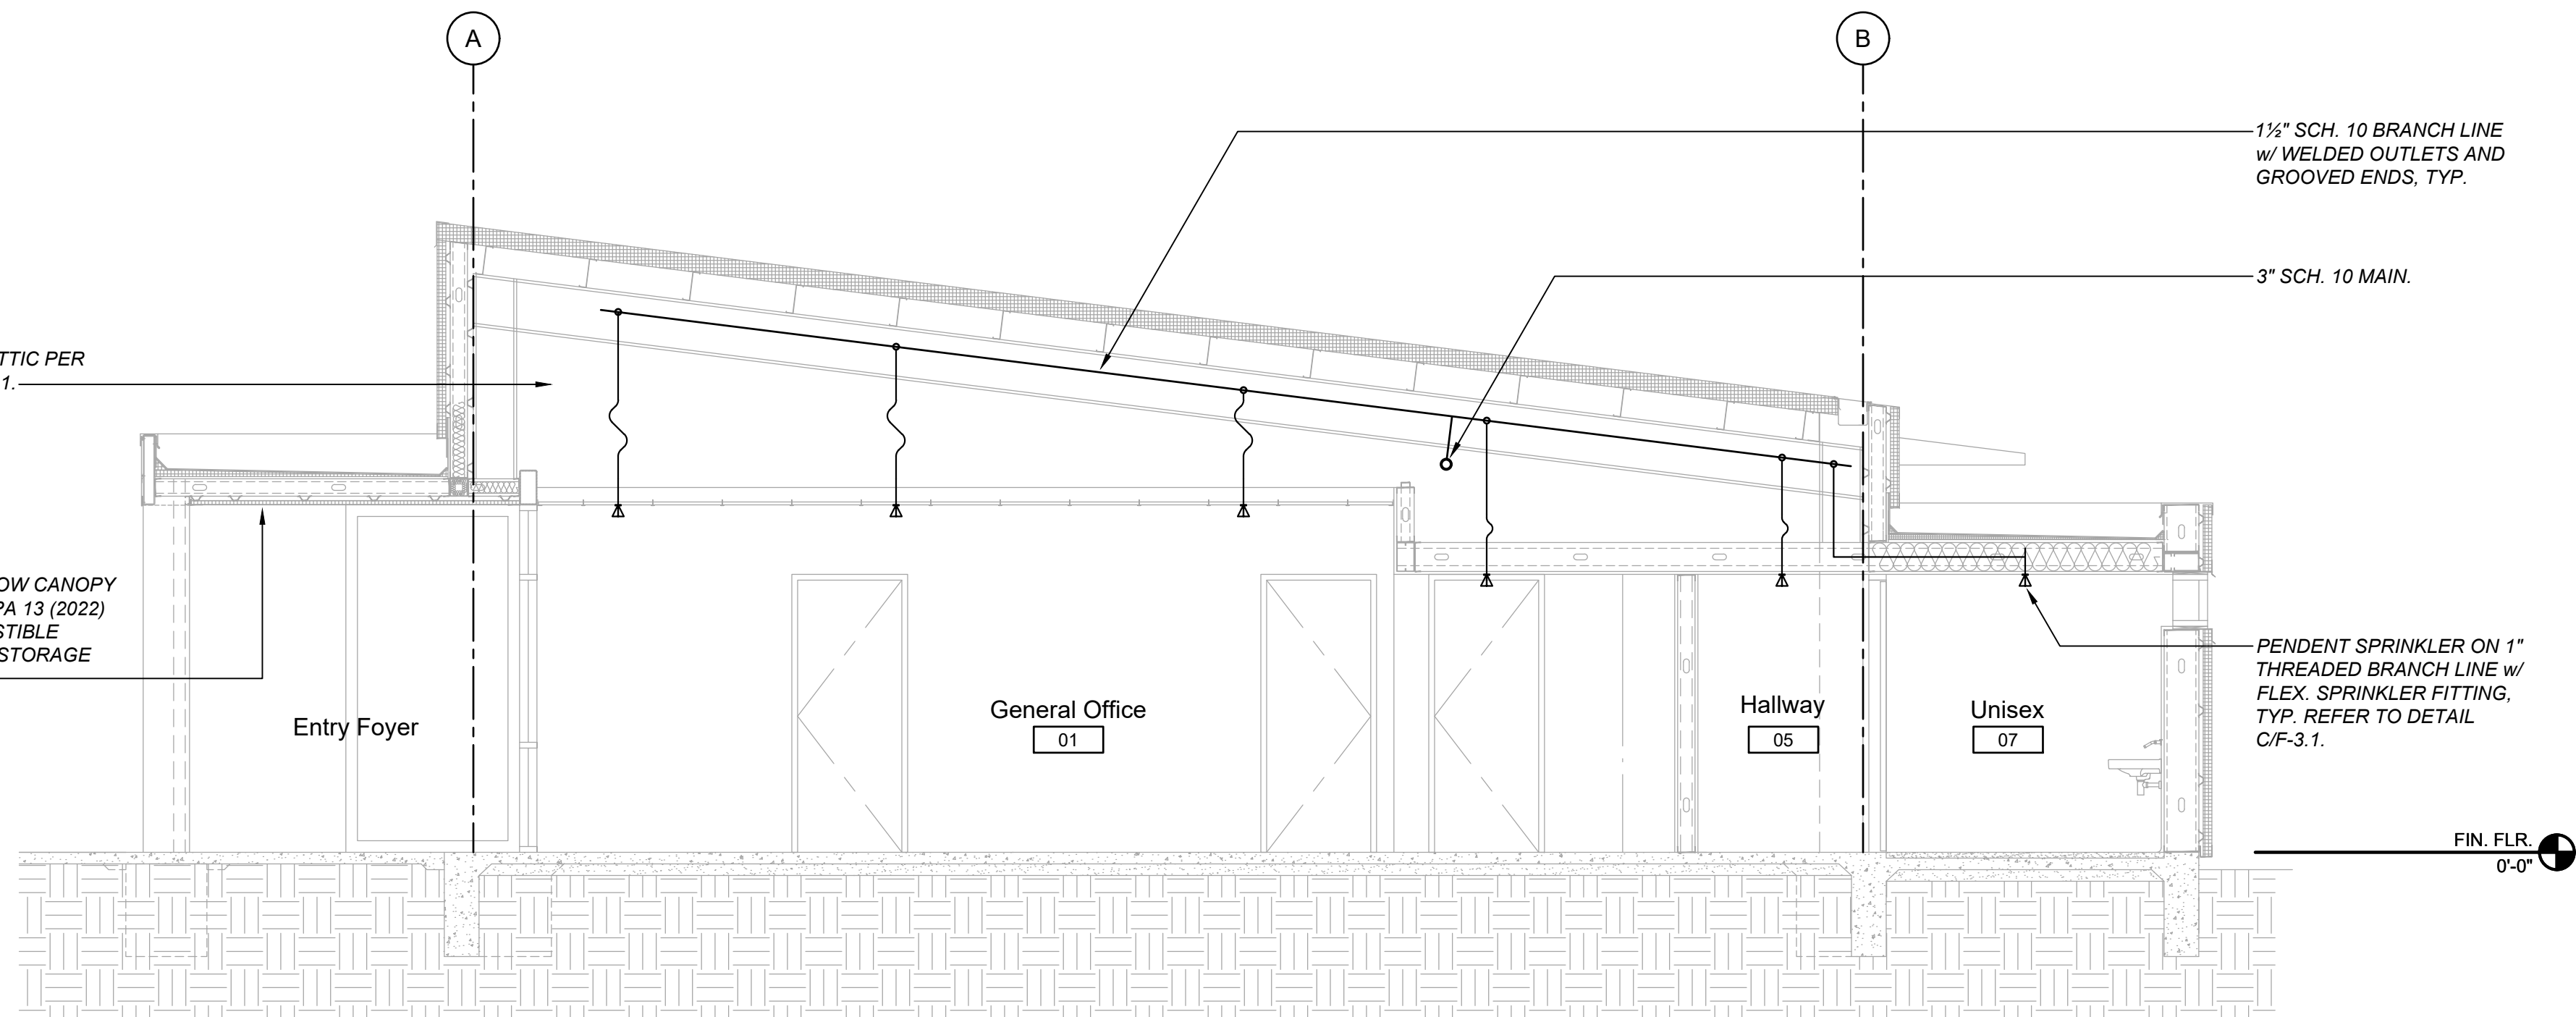 A
B
1½" SCH. 10 BRANCH LINE
w/ WELDED OUTLETS AND
GROOVED ENDS, TYP.
3" SCH. 10 MAIN.
TTIC PER
1.
OW CANOPY
PA 13 (2022)
STIBLE
STORAGE
PENDENT SPRINKLER ON 1"
THREADED BRANCH LINE w/
FLEX. SPRINKLER FITTING,
TYP. REFER TO DETAIL
C/F-3.1.
Entry Foyer
General Office
01
Hallway
05
Unisex
07
FIN. FLR.
0'-0"